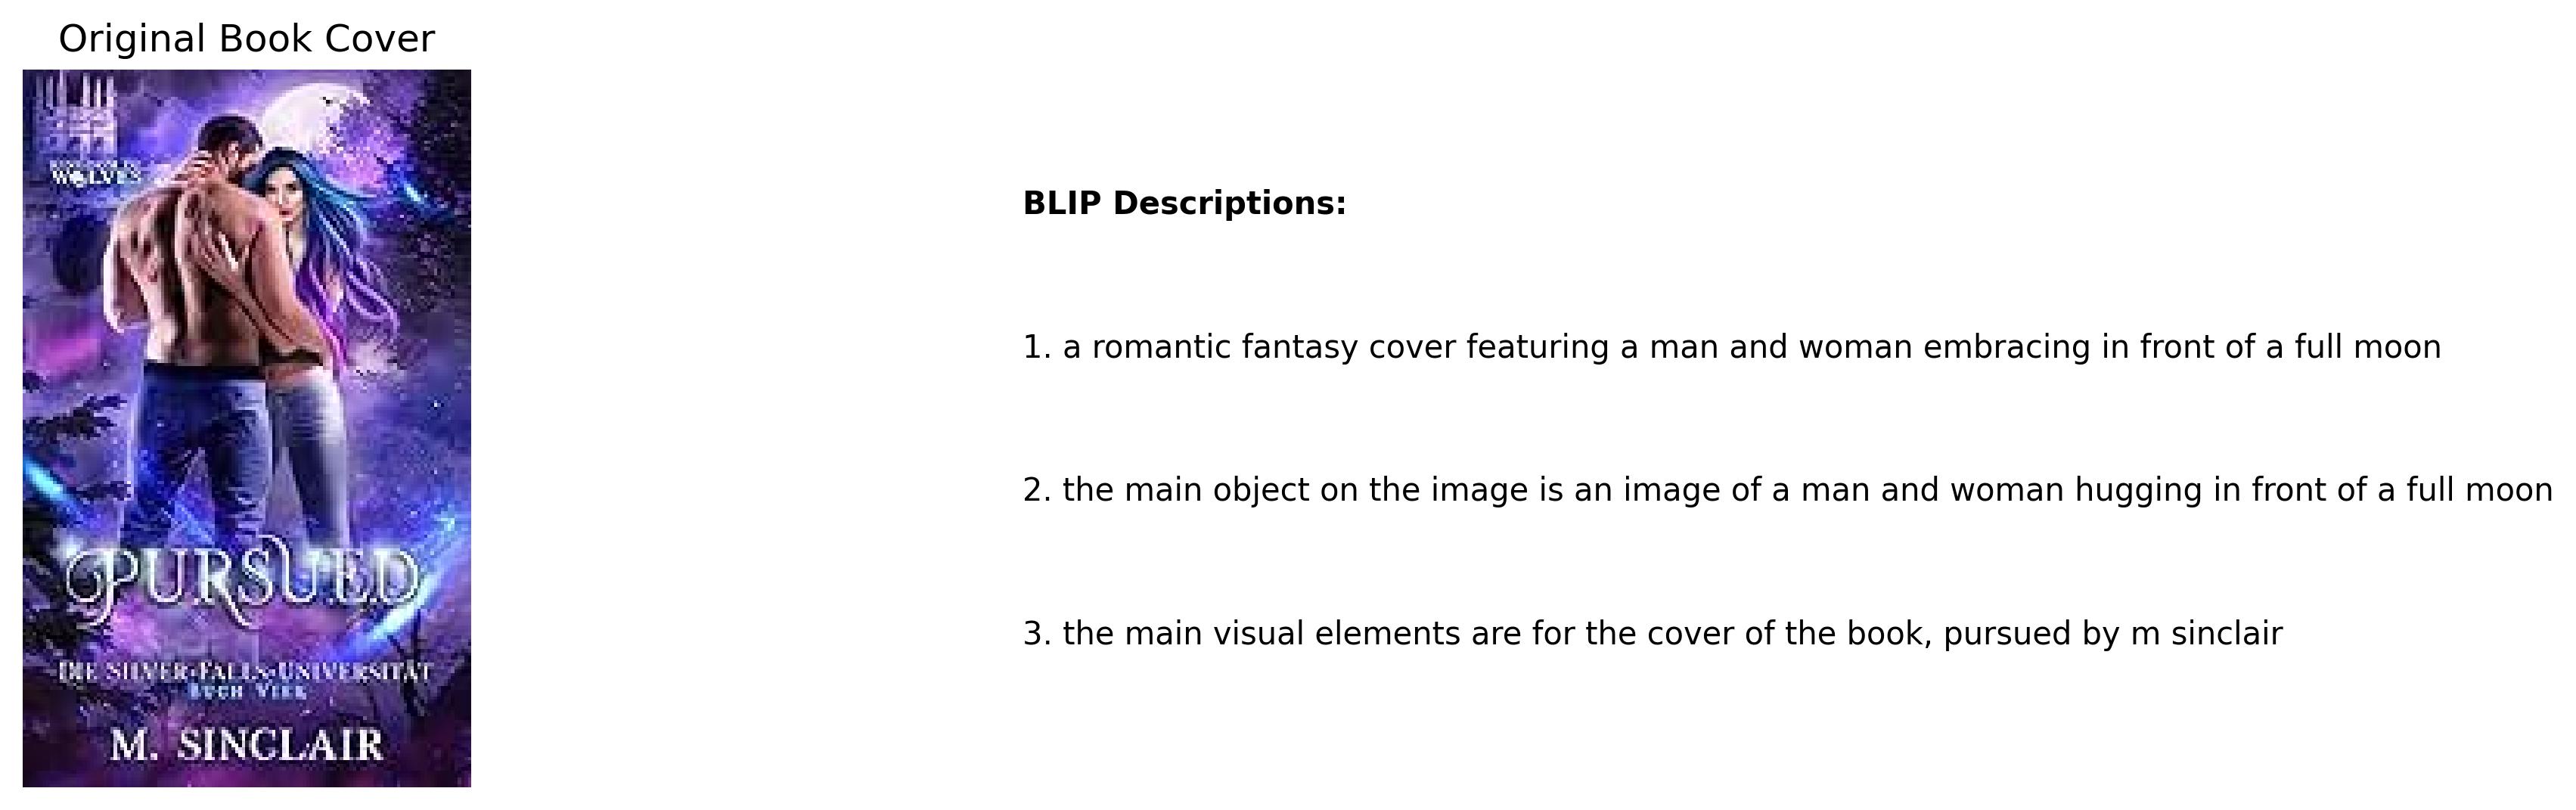 Original Book Cover
WOLVES
PURSUED
DIE SILVER-FALLS-UNIVERSITÄT
BUCH VIER
M. SINCLAIR
BLIP Descriptions:
1. a romantic fantasy cover featuring a man and woman embracing in front of a full moon
2. the main object on the image is an image of a man and woman hugging in front of a full moon
3. the main visual elements are for the cover of the book, pursued by m sinclair